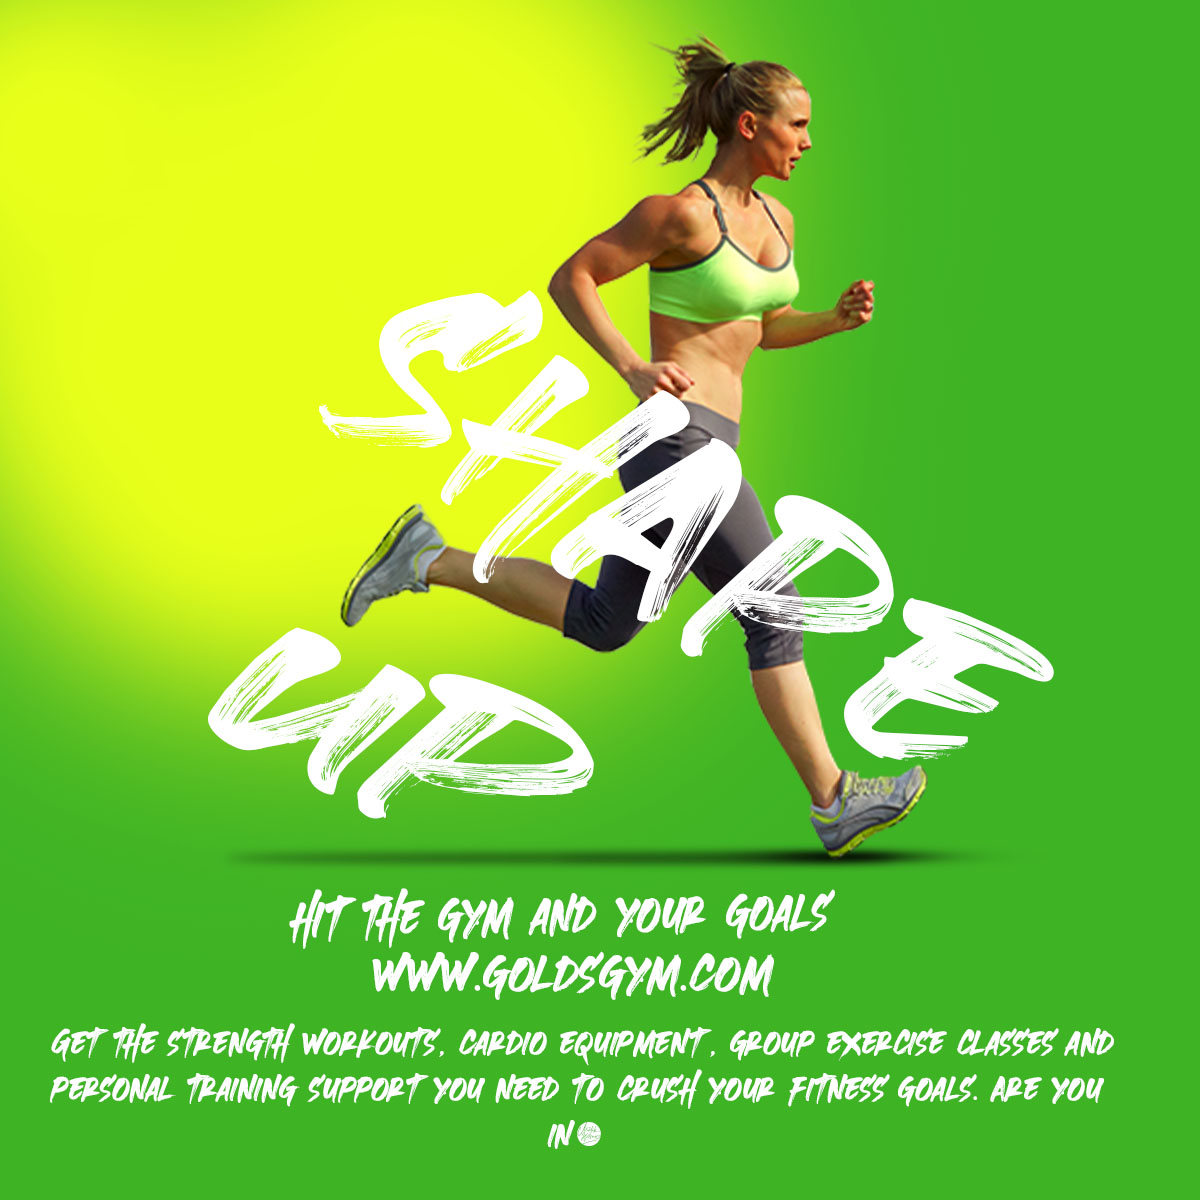 SHAPE
UP
HIT THE GYM AND YOUR GOALS
WWW.GOLDSGYM.COM
GET THE STRENGTH WORKOUTS, CARDIO EQUIPMENT, GROUP EXERCISE CLASSES AND
PERSONAL TRAINING SUPPORT YOU NEED TO CRUSH YOUR FITNESS GOALS. ARE YOU
IN